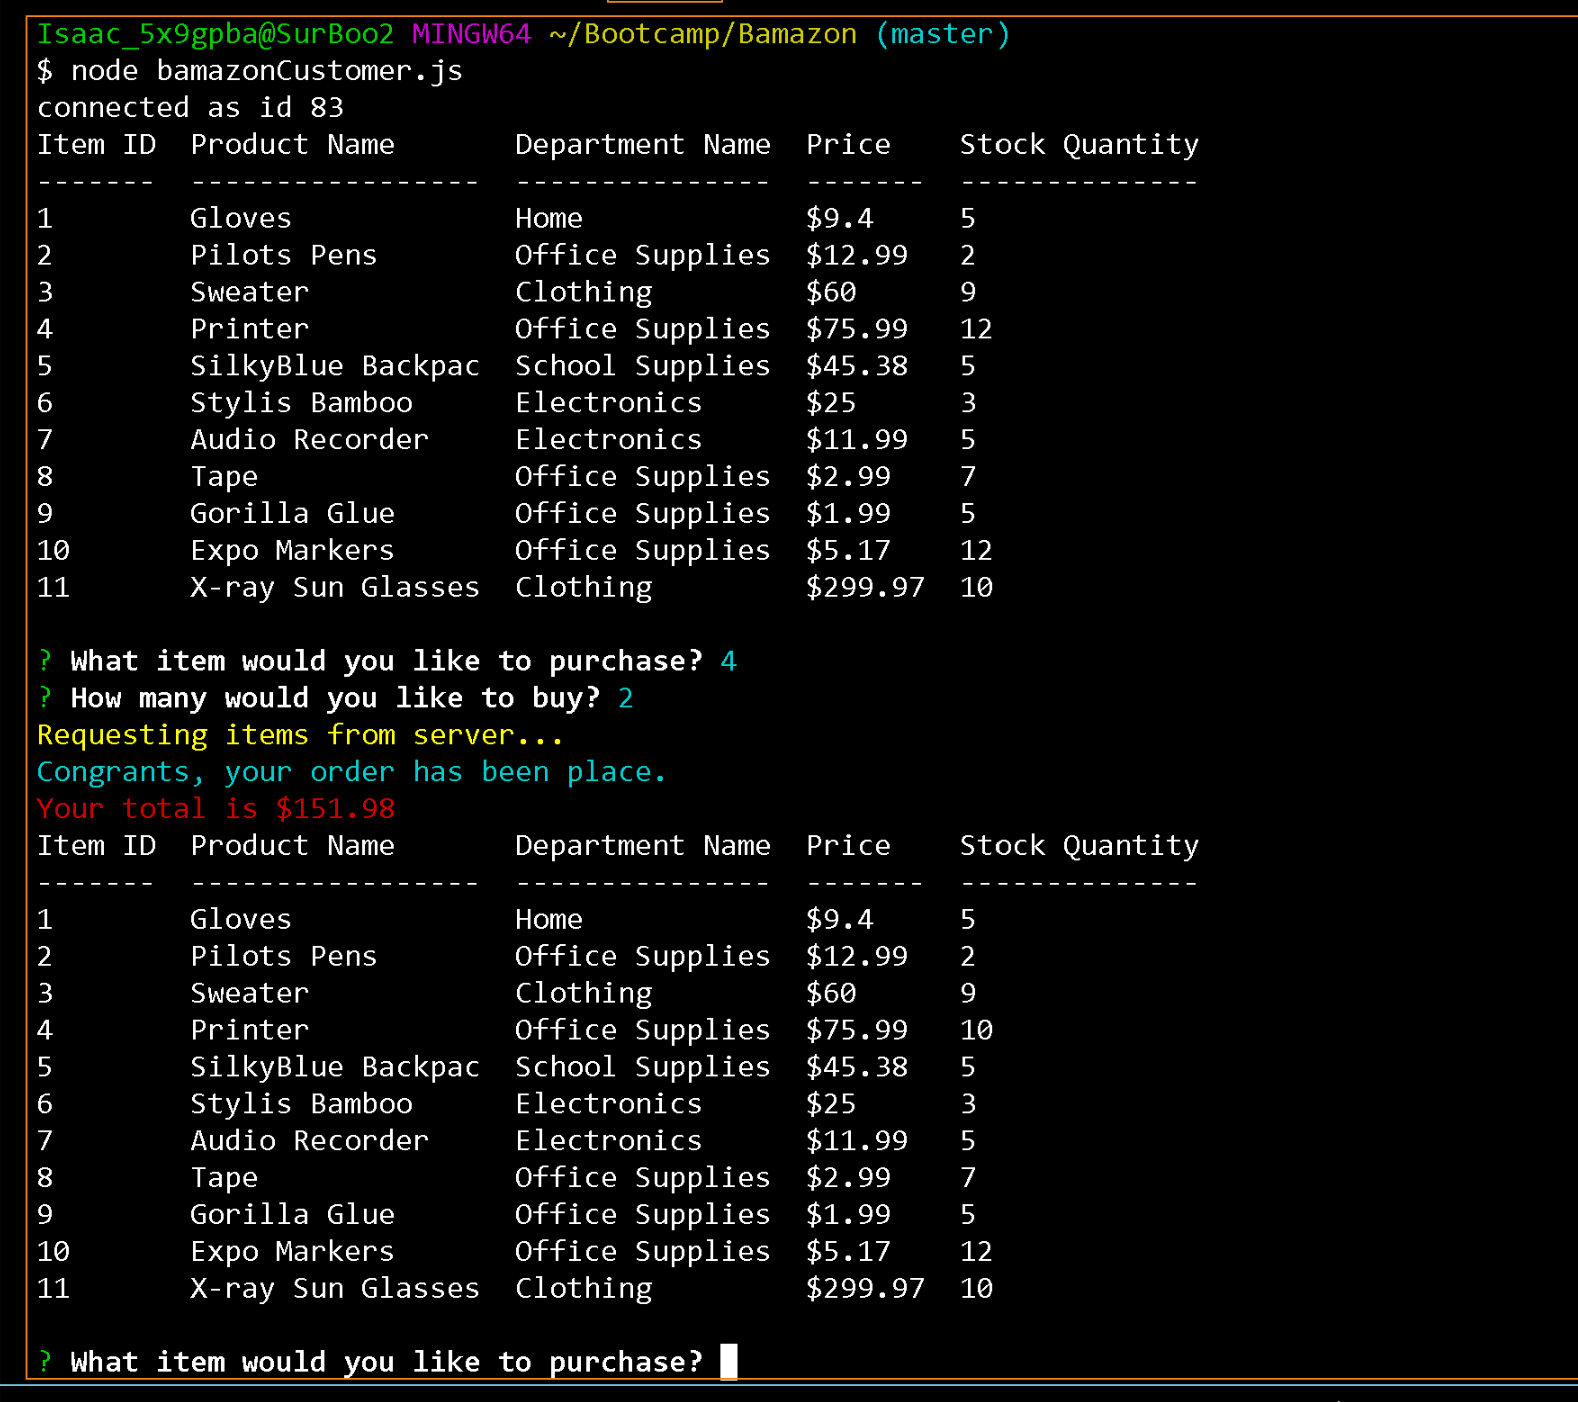 Isaac_5x9gpba@SurBoo2 MINGW64 ~/Bootcamp/Bamazon (master)
$ node bamazonCustomer.js
connected as id 83
Item ID  Product Name       Department Name  Price    Stock Quantity
-------  -----------------  ---------------  -------  --------------
1        Gloves             Home             $9.4     5
2        Pilots Pens        Office Supplies  $12.99   2
3        Sweater            Clothing         $60      9
4        Printer            Office Supplies  $75.99   12
5        SilkyBlue Backpac  School Supplies  $45.38   5
6        Stylis Bamboo      Electronics      $25      3
7        Audio Recorder     Electronics      $11.99   5
8        Tape               Office Supplies  $2.99    7
9        Gorilla Glue       Office Supplies  $1.99    5
10       Expo Markers       Office Supplies  $5.17    12
11       X-ray Sun Glasses  Clothing         $299.97  10
? What item would you like to purchase? 4
? How many would you like to buy? 2
Requesting items from server...
Congrants, your order has been place.
Your total is $151.98
Item ID  Product Name       Department Name  Price    Stock Quantity
-------  -----------------  ---------------  -------  --------------
1        Gloves             Home             $9.4     5
2        Pilots Pens        Office Supplies  $12.99   2
3        Sweater            Clothing         $60      9
4        Printer            Office Supplies  $75.99   10
5        SilkyBlue Backpac  School Supplies  $45.38   5
6        Stylis Bamboo      Electronics      $25      3
7        Audio Recorder     Electronics      $11.99   5
8        Tape               Office Supplies  $2.99    7
9        Gorilla Glue       Office Supplies  $1.99    5
10       Expo Markers       Office Supplies  $5.17    12
11       X-ray Sun Glasses  Clothing         $299.97  10
? What item would you like to purchase?